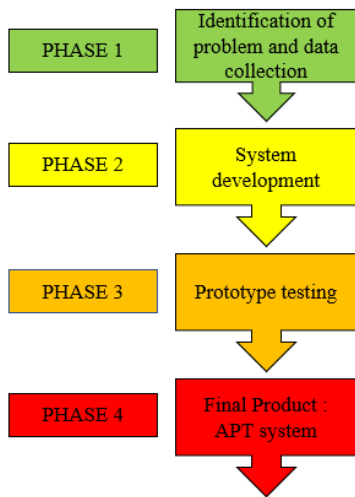 Identification of
PHASE 1
problem and data
collection
System
PHASE 2
development
PHASE 3
Prototype testing
Final Product :
PHASE 4
APT system